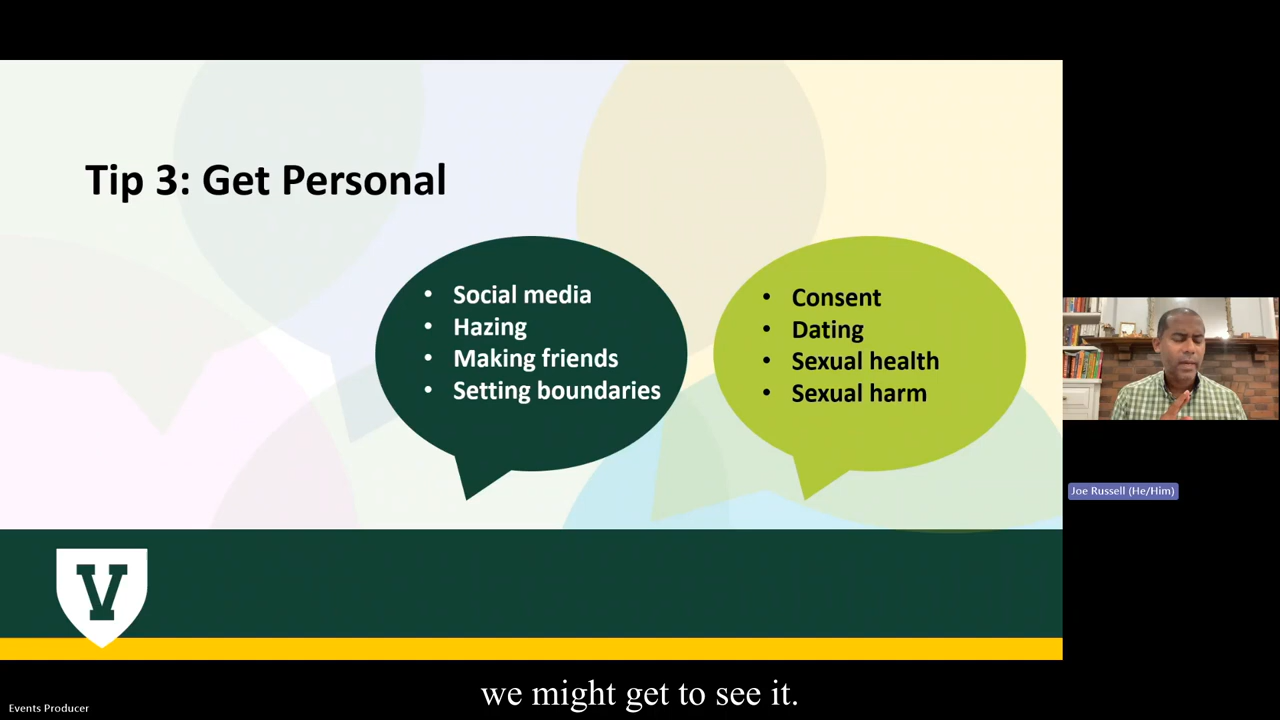 Tip 3: Get Personal
• Social media
• Hazing
• Making friends
• Setting boundaries
• Consent
• Dating
• Sexual health
• Sexual harm
V
Joe Russell (He/Him)
we might get to see it.
Events Producer